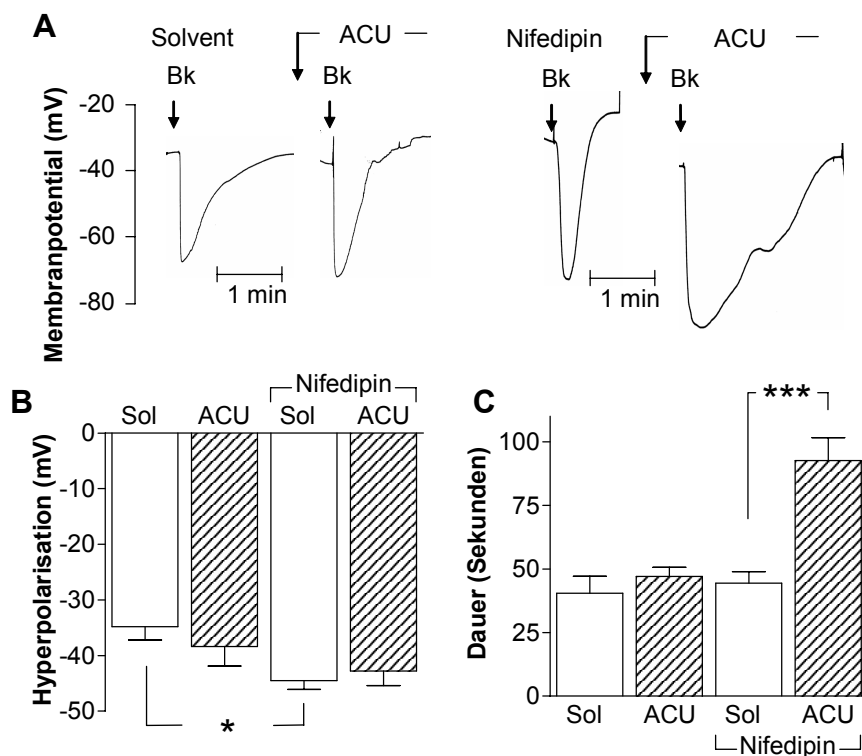 A
Solvent ACU Nifedipin ACU
Bk Bk Bk Bk
Membranpotential (mV)
-20
-40
-60
-80
1 min 1 min
B
Nifedipin
Sol ACU Sol ACU
Hyperpolarisation (mV)
0
-10
-20
-30
-40
-50
*
C
***
Dauer (Sekunden)
100
75
50
25
0
Sol ACU Sol ACU
Nifedipin